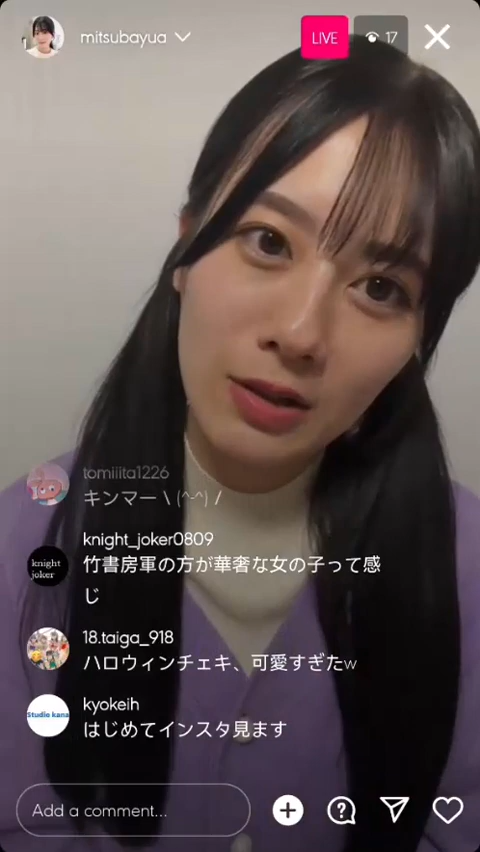 mitsubayua
LIVE
17
tomiiita1226
キンマー \ (^-^) /
knight_joker0809
knight
joker
竹書房軍の方が華奢な女の子って感
じ
18.taiga_918
ハロウィンチェキ、可愛すぎたw
kyokeih
Studio kana
はじめてインスタ見ます
Add a comment...